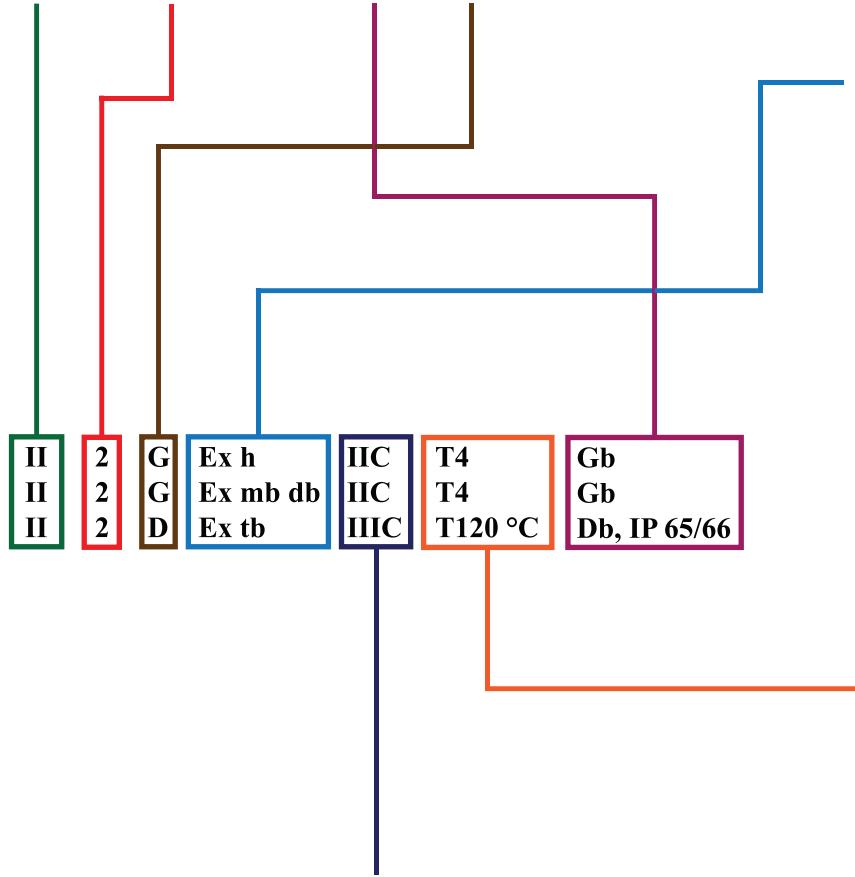 II 2 G Ex h IIC T4 Gb
II 2 G Ex mb db IIC T4 Gb
II 2 D Ex tb IIIC T120 °C Db, IP 65/66